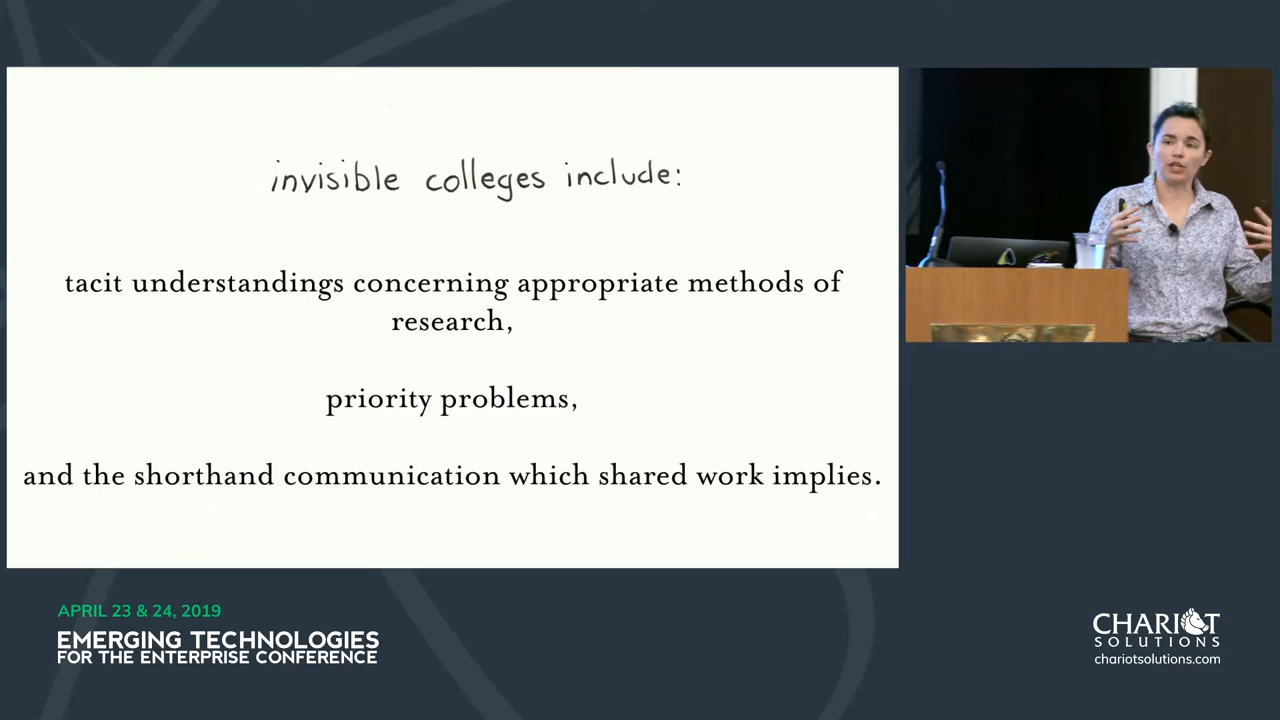 invisible colleges include:
tacit understandings concerning appropriate methods of
research,
priority problems,
and the shorthand communication which shared work implies.
APRIL 23 & 24, 2019
EMERGING TECHNOLOGIES
FOR THE ENTERPRISE CONFERENCE
CHARIOT
SOLUTIONS
chariotsolutions.com